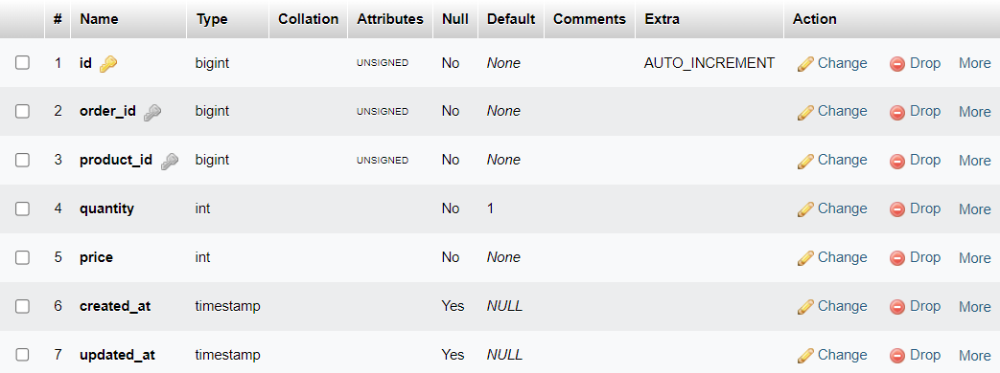 # Name Type Collation Attributes Null Default Comments Extra Action
1 id bigint UNSIGNED No None AUTO_INCREMENT Change Drop More
2 order_id bigint UNSIGNED No None Change Drop More
3 product_id bigint UNSIGNED No None Change Drop More
4 quantity int No 1 Change Drop More
5 price int No None Change Drop More
6 created_at timestamp Yes NULL Change Drop More
7 updated_at timestamp Yes NULL Change Drop More